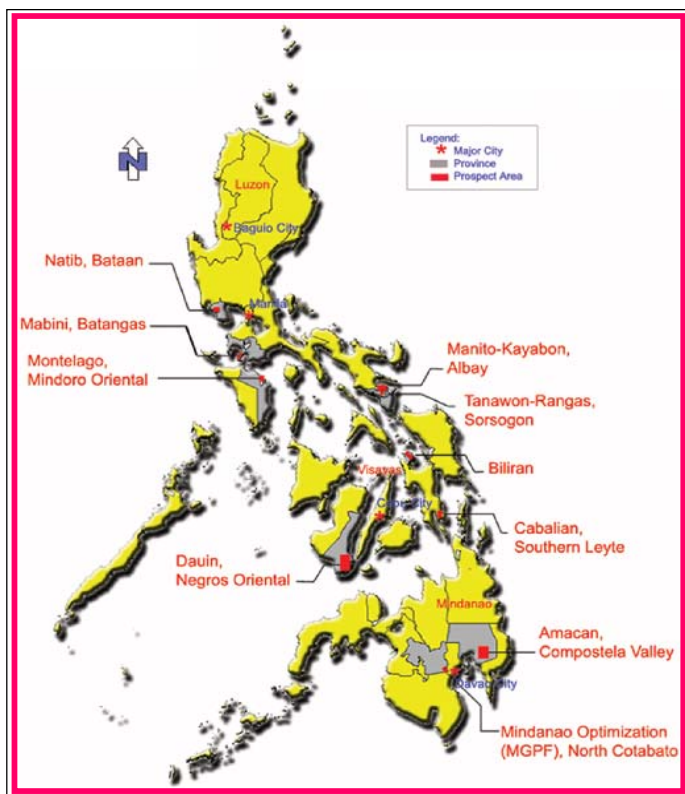 Legend:
Major City
Province
Prospect Area
N
Luzon
Baguio City
Natib, Bataan
Manila
Mabini, Batangas
Montelago,
Mindoro Oriental
Manito-Kayabon,
Albay
Tanawon-Rangas,
Sorsogon
Visayas
Biliran
Cebu City
Cabalian,
Southern Leyte
Dauin,
Negros Oriental
Mindanao
Amacan,
Compostela Valley
Davao City
Mindanao Optimization
(MGPF), North Cotabato